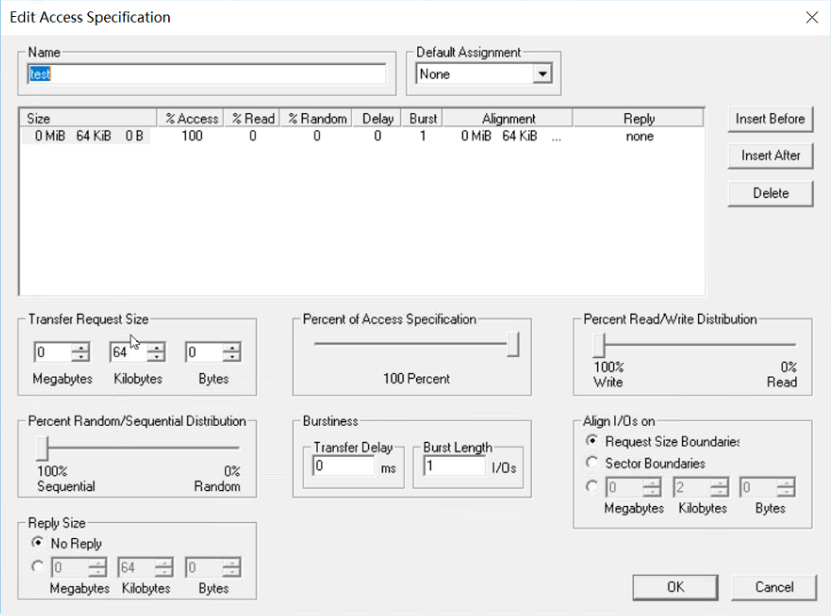 Edit Access Specification
Name
Default Assignment
test
None
Size % Access % Read % Random Delay Burst Alignment Reply
0 MiB 64 KiB 0 B 100 0 0 0 1 0 MiB 64 KiB ... none
Insert Before
Insert After
Delete
Transfer Request Size
0 64 0
Megabytes Kilobytes Bytes
Percent of Access Specification
100 Percent
Percent Read/Write Distribution
100% 0%
Write Read
Percent Random/Sequential Distribution
100% 0%
Sequential Random
Burstiness
Transfer Delay Burst Length
0 ms 1 I/Os
Align I/Os on
Request Size Boundaries
Sector Boundaries
0 2 0
Megabytes Kilobytes Bytes
Reply Size
No Reply
0 64 0
Megabytes Kilobytes Bytes
OK Cancel